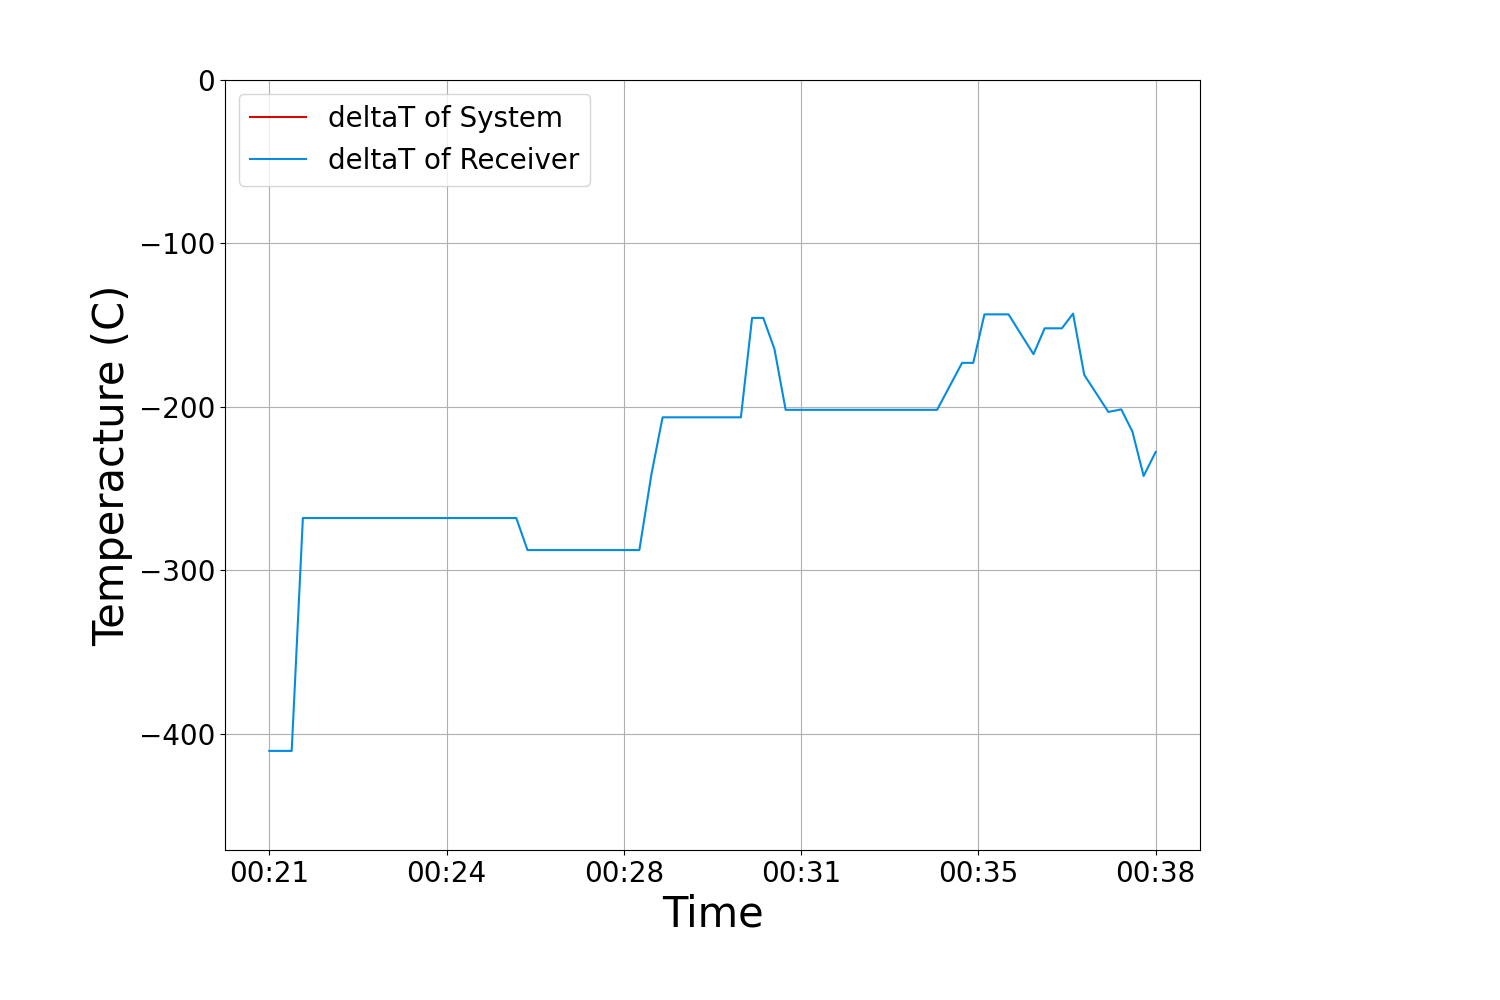 0
deltaT of System
deltaT of Receiver
−100
−200
−300
−400
Temperacture (C)
00:21 00:24 00:28 00:31 00:35 00:38
Time